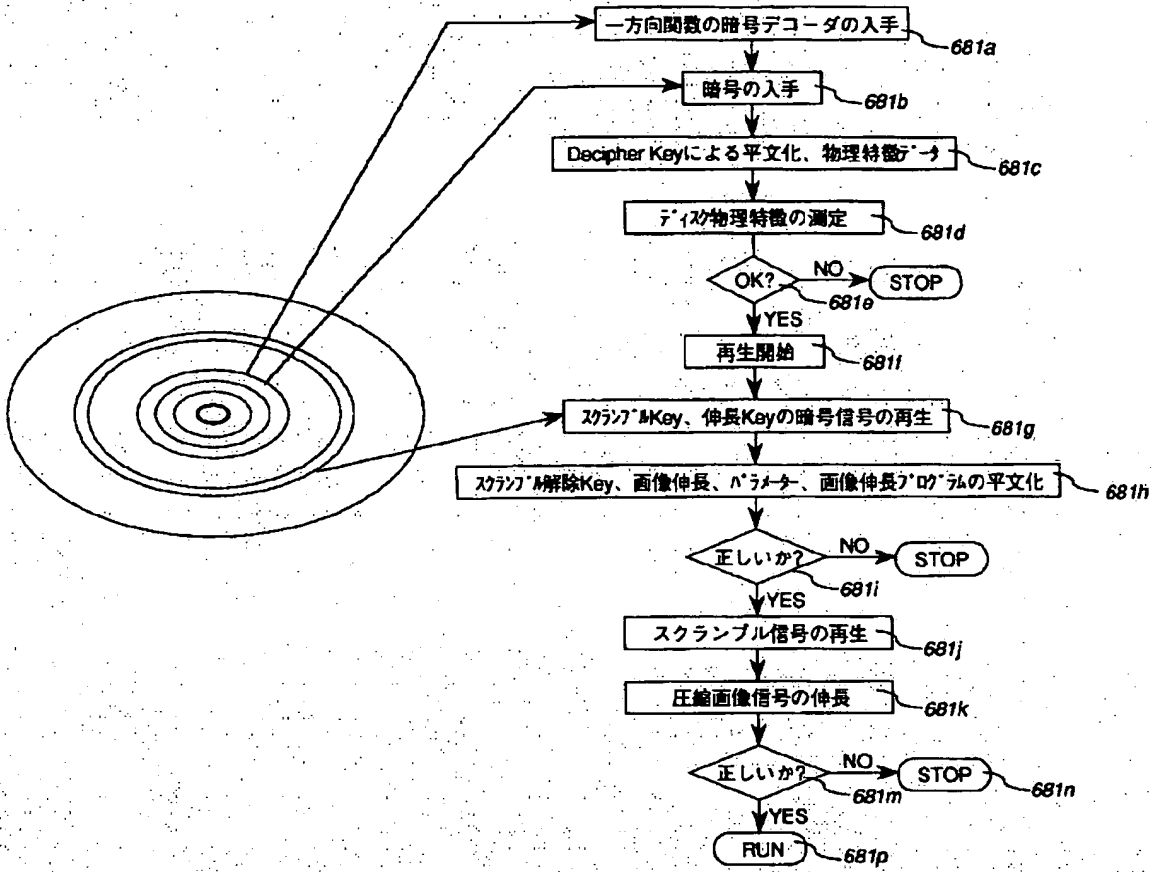 一方向関数の暗号デコーダの入手
681a
暗号の入手
681b
Decipher Keyによる平文化、物理特徴ﾃﾞｰﾀ
681c
ﾃﾞｨｽｸ物理特徴の測定
681d
OK?
NO
STOP
681e
YES
再生開始
681f
ｽｸﾗﾝﾌﾞﾙKey、伸長Keyの暗号信号の再生
681g
ｽｸﾗﾝﾌﾞﾙ解除Key、画像伸長、ﾊﾟﾗﾒｰﾀｰ、画像伸長ﾌﾟﾛｸﾞﾗﾑの平文化
681h
正しいか?
NO
STOP
681i
YES
スクランブル信号の再生
681j
圧縮画像信号の伸長
681k
正しいか?
NO
STOP
681n
681m
YES
RUN
681p